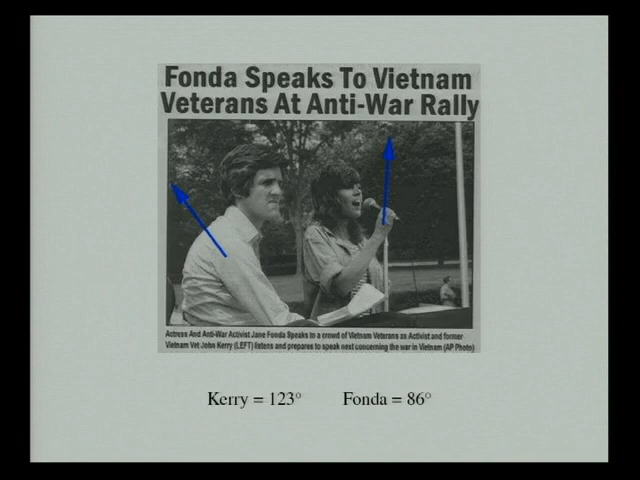 Fonda Speaks To Vietnam
Veterans At Anti-War Rally
Actress And Anti-War Activist Jane Fonda Speaks to a crowd of Vietnam Veterans as Activist and former
Vietnam Vet John Kerry (LEFT) listens and prepares to speak next concerning the war in Vietnam (AP Photo)
Kerry = 123° Fonda = 86°